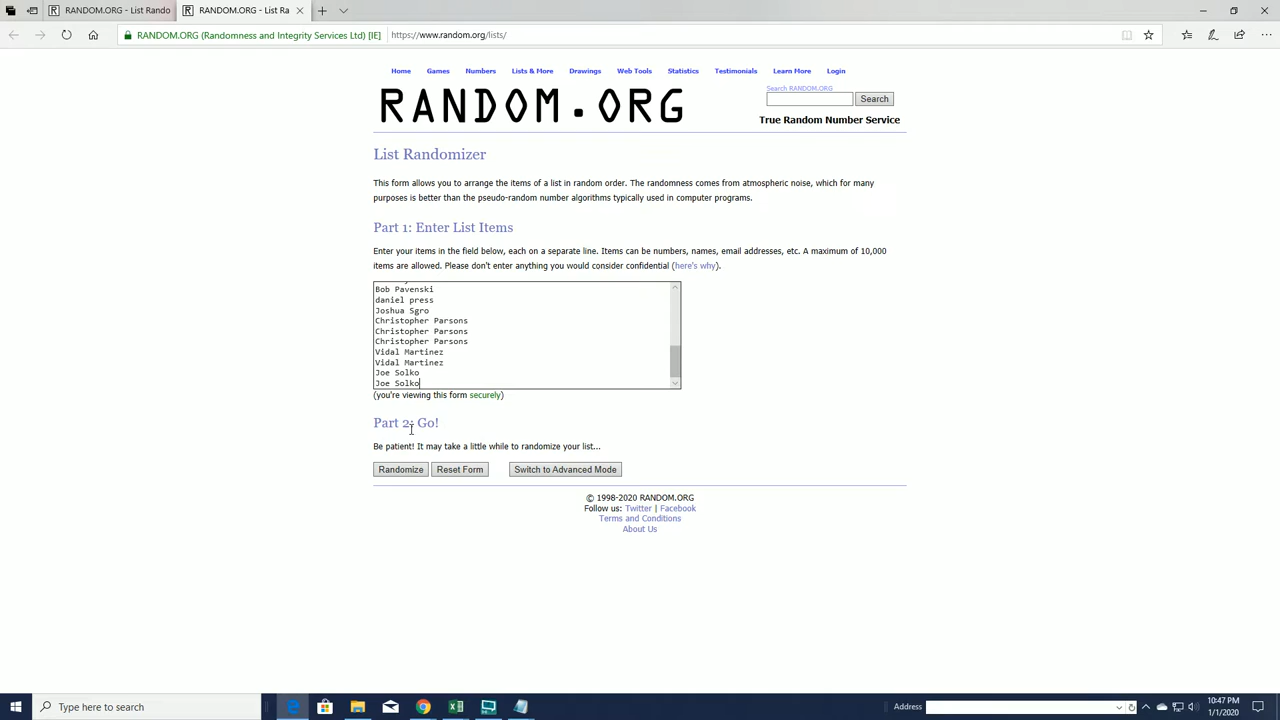 RANDOM.ORG - List Rando
RANDOM.ORG - List Ra
RANDOM.ORG (Randomness and Integrity Services Ltd) [IE]
https://www.random.org/lists/
Home Games Numbers Lists & More Drawings Web Tools Statistics Testimonials Learn More Login
RANDOM.ORG
Search RANDOM.ORG
Search
True Random Number Service
List Randomizer
This form allows you to arrange the items of a list in random order. The randomness comes from atmospheric noise, which for many
purposes is better than the pseudo-random number algorithms typically used in computer programs.
Part 1: Enter List Items
Enter your items in the field below, each on a separate line. Items can be numbers, names, email addresses, etc. A maximum of 10,000
items are allowed. Please don't enter anything you would consider confidential (here's why).
Bob Pavenski
daniel press
Joshua Sgro
Christopher Parsons
Christopher Parsons
Christopher Parsons
Vidal Martinez
Vidal Martinez
Joe Solko
Joe Solko
(you're viewing this form securely)
Part 2: Go!
Be patient! It may take a little while to randomize your list...
Randomize Reset Form Switch to Advanced Mode
© 1998-2020 RANDOM.ORG
Follow us: Twitter | Facebook
Terms and Conditions
About Us
Type here to search
Address
10:47 PM
1/1/2020